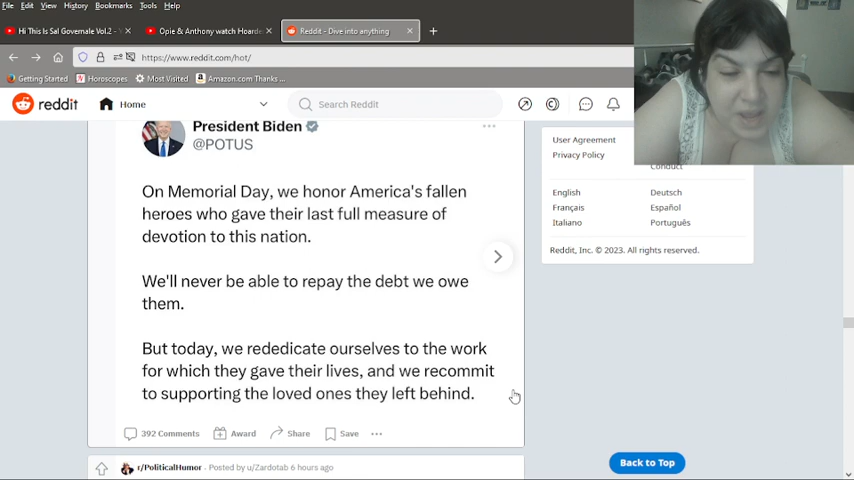 File Edit View History Bookmarks Tools Help
Hi This Is Sal Governale Vol.2 -
Opie & Anthony watch Hoarder:
Reddit - Dive into anything
https://www.reddit.com/hot/
Getting Started Horoscopes Most Visited Amazon.com Thanks ...
reddit Home Search Reddit
President Biden
@POTUS
On Memorial Day, we honor America's fallen
heroes who gave their last full measure of
devotion to this nation.
We'll never be able to repay the debt we owe
them.
But today, we rededicate ourselves to the work
for which they gave their lives, and we recommit
to supporting the loved ones they left behind.
392 Comments Award Share Save
r/PoliticalHumor · Posted by u/Zardotab 6 hours ago
User Agreement
Privacy Policy
Conduct
English Deutsch
Français Español
Italiano Português
Reddit, Inc. © 2023. All rights reserved.
Back to Top